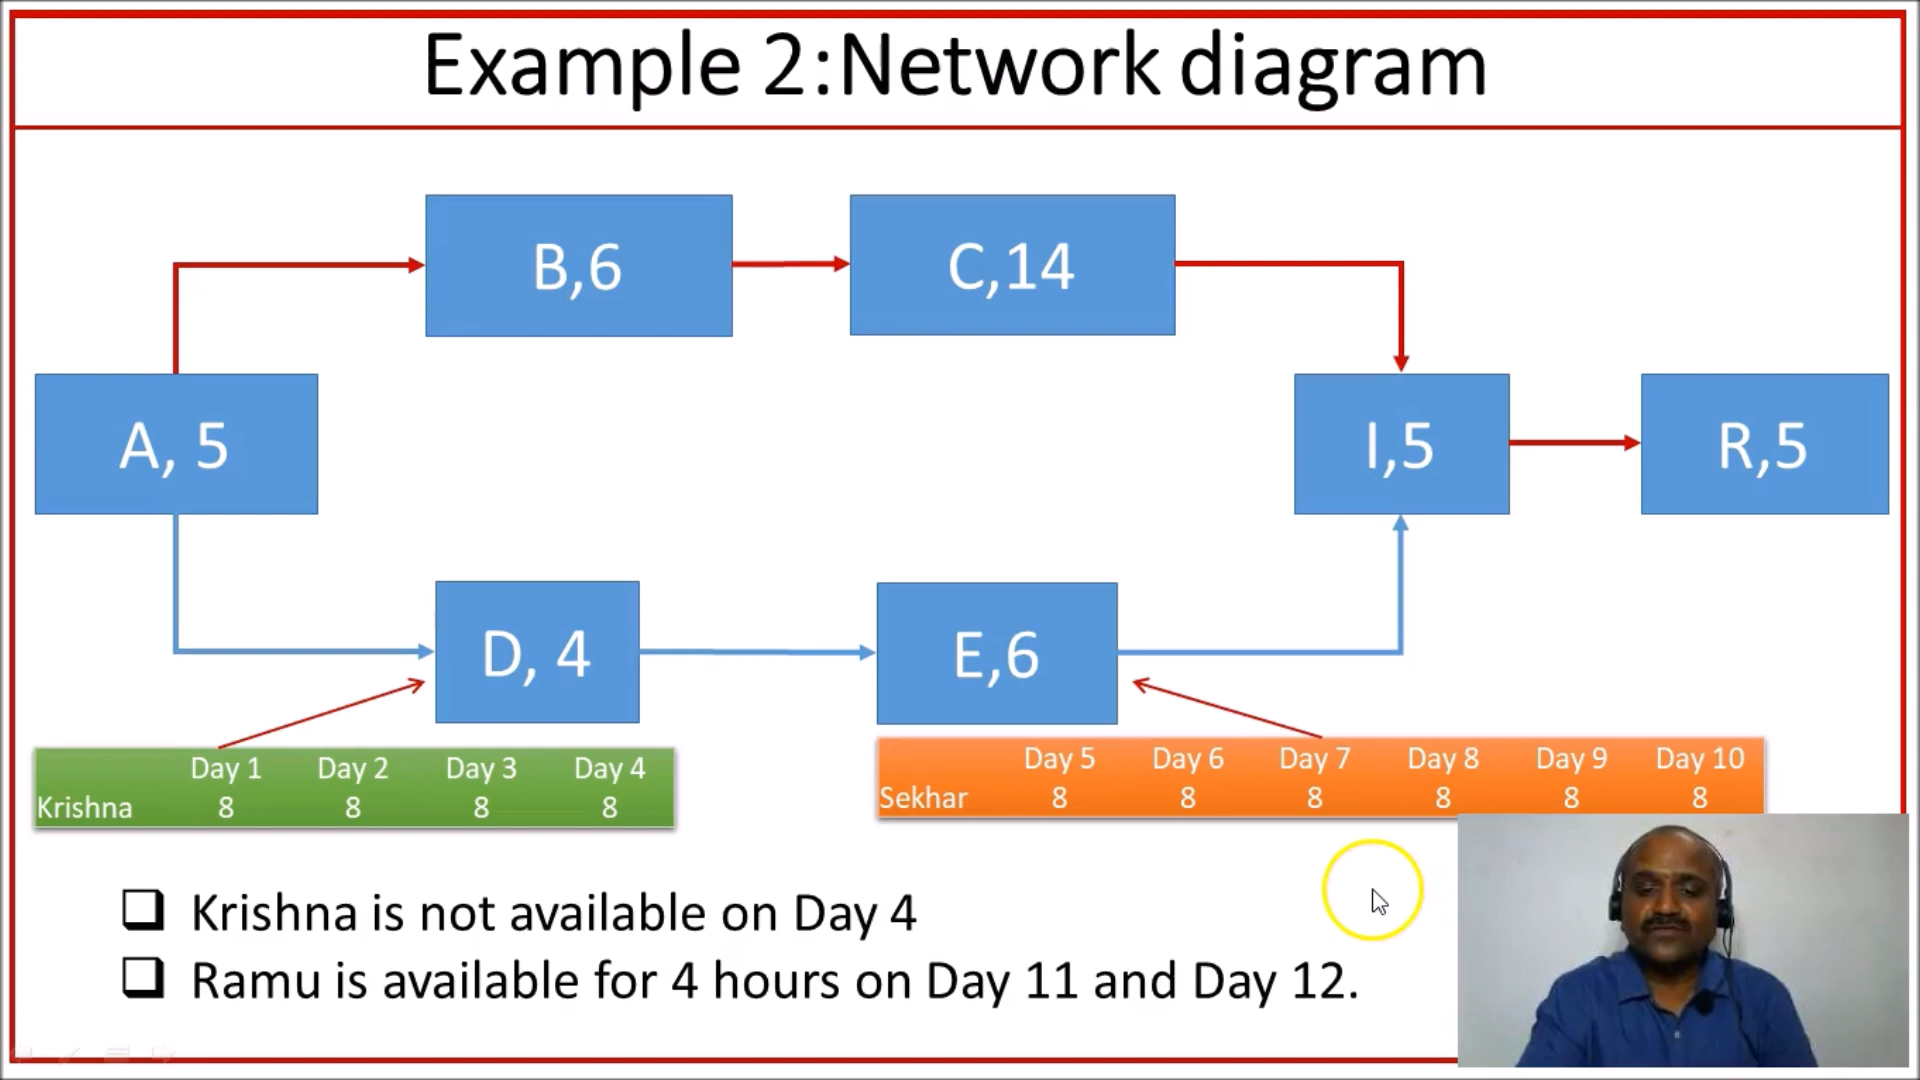 Example 2:Network diagram
B,6
C,14
A, 5
I,5
R,5
D, 4
E,6
Day 1 Day 2 Day 3 Day 4
Krishna 8 8 8 8
Day 5 Day 6 Day 7 Day 8 Day 9 Day 10
Sekhar 8 8 8 8 8 8
Krishna is not available on Day 4
Ramu is available for 4 hours on Day 11 and Day 12.